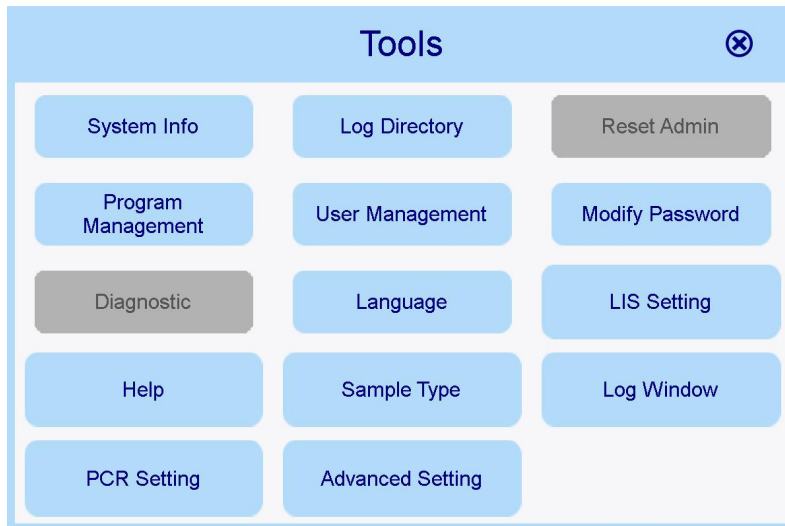 Tools
System Info
Log Directory
Reset Admin
Program
Management
User Management
Modify Password
Diagnostic
Language
LIS Setting
Help
Sample Type
Log Window
PCR Setting
Advanced Setting